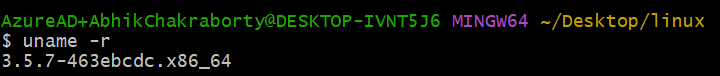 AzureAD+AbhikChakraborty@DESKTOP-IVNT5J6 MINGW64 ~/Desktop/linux
$ uname -r
3.5.7-463ebcdc.x86_64